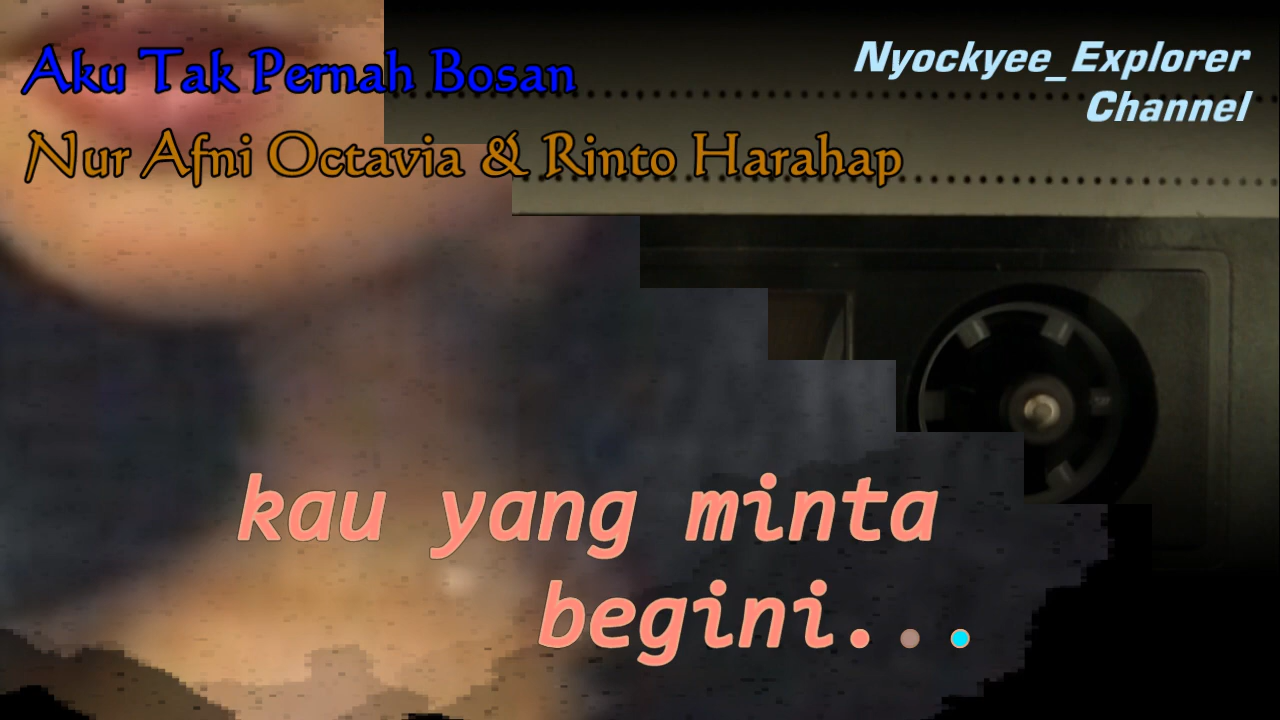 Aku Tak Pernah Bosan
Nur Afni Octavia & Rinto Harahap
Nyockyee_Explorer
Channel
kau yang minta
begini...